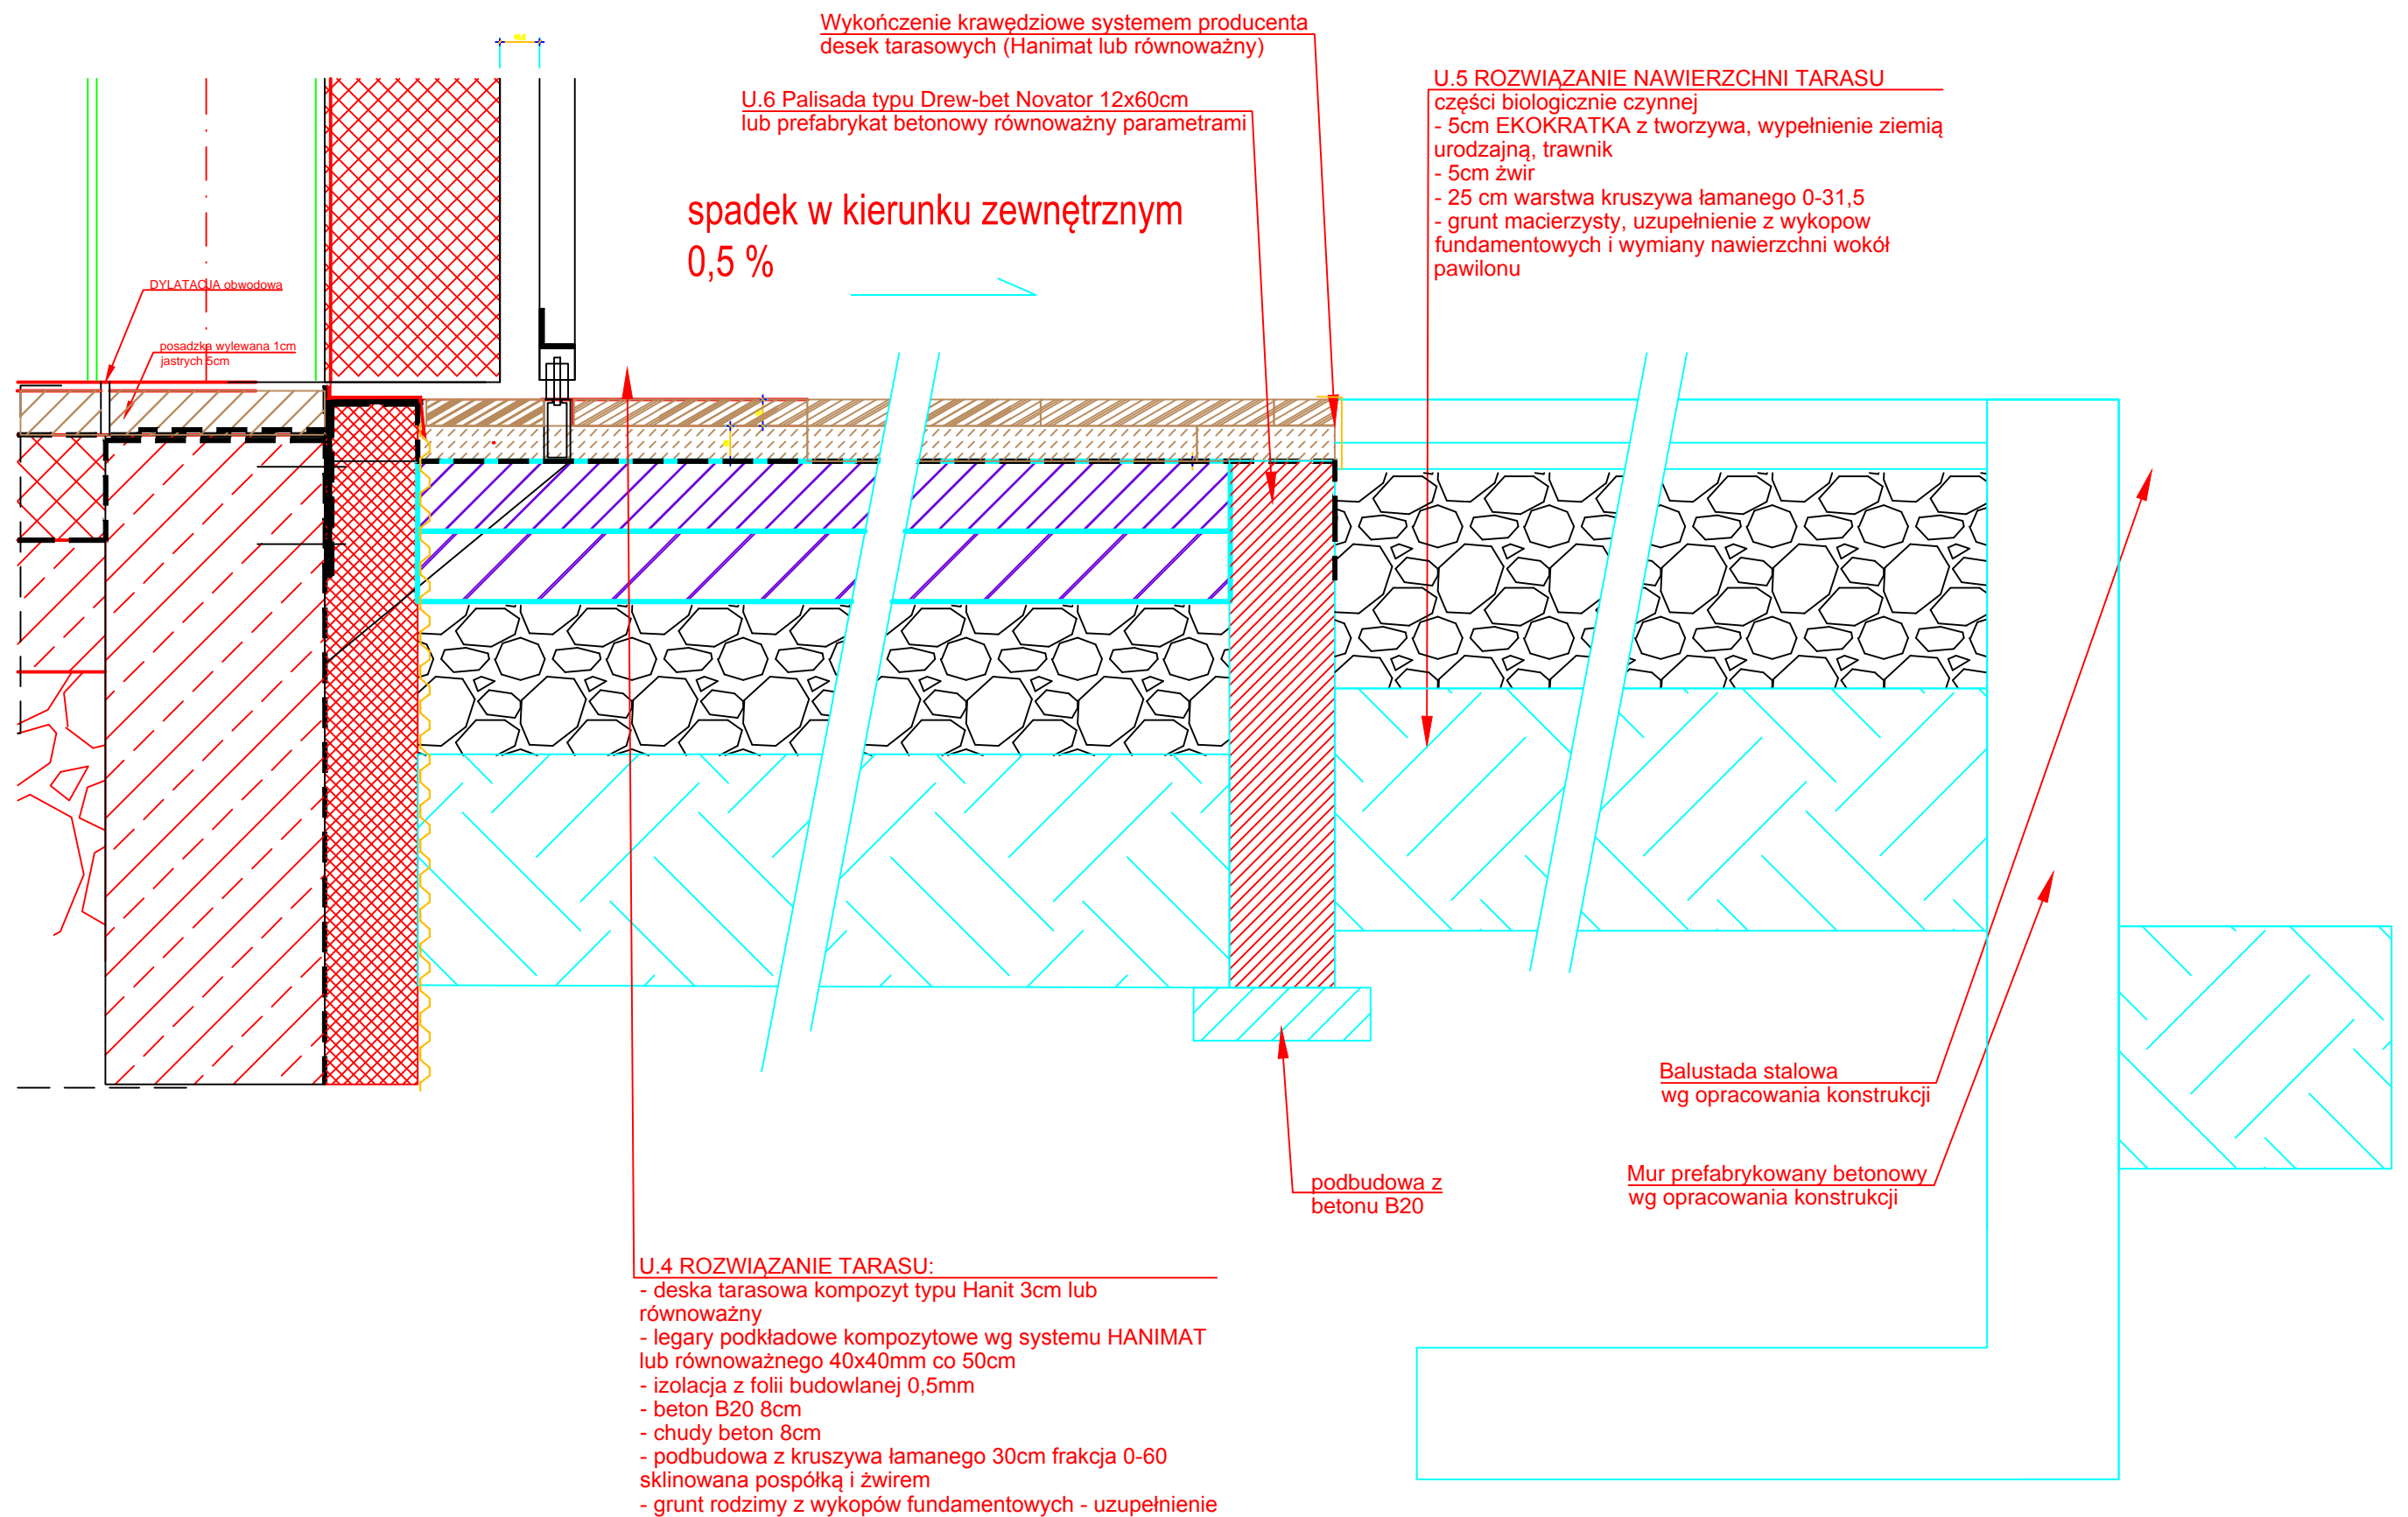 Wykończenie krawędziowe systemem producenta
desek tarasowych (Hanimat lub równoważny)
U.6 Palisada typu Drew-bet Novator 12x60cm
lub prefabrykat betonowy równoważny parametrami
U.5 ROZWIĄZANIE NAWIERZCHNI TARASU
części biologicznie czynnej
- 5cm EKOKRATKA z tworzywa, wypełnienie ziemią
urodzajną, trawnik
- 5cm żwir
- 25 cm warstwa kruszywa łamanego 0-31,5
- grunt macierzysty, uzupełnienie z wykopow
fundamentowych i wymiany nawierzchni wokół
pawilonu
spadek w kierunku zewnętrznym
0,5 %
DYLATACJA obwodowa
posadzka wylewana 1cm
jastrych 5cm
Balustada stalowa
wg opracowania konstrukcji
Mur prefabrykowany betonowy
wg opracowania konstrukcji
podbudowa z
betonu B20
U.4 ROZWIĄZANIE TARASU:
- deska tarasowa kompozyt typu Hanit 3cm lub
równoważny
- legary podkładowe kompozytowe wg systemu HANIMAT
lub równoważnego 40x40mm co 50cm
- izolacja z folii budowlanej 0,5mm
- beton B20 8cm
- chudy beton 8cm
- podbudowa z kruszywa łamanego 30cm frakcja 0-60
sklinowana pospółką i żwirem
- grunt rodzimy z wykopów fundamentowych - uzupełnienie